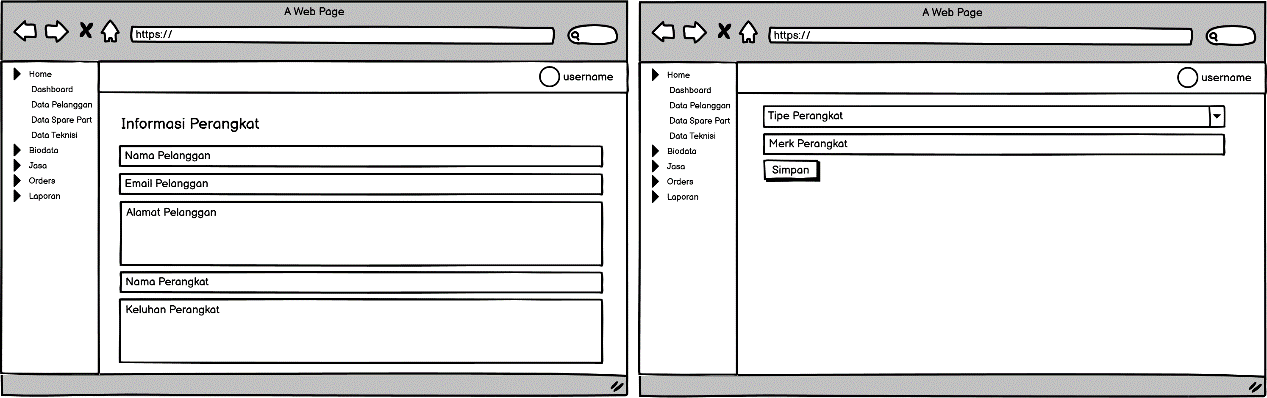 A Web Page
https://
username
Home
Dashboard
Data Pelanggan
Data Spare Part
Data Teknisi
Biodata
Jasa
Orders
Laporan
Informasi Perangkat
Nama Pelanggan
Email Pelanggan
Alamat Pelanggan
Nama Perangkat
Keluhan Perangkat
A Web Page
https://
username
Home
Dashboard
Data Pelanggan
Data Spare Part
Data Teknisi
Biodata
Jasa
Orders
Laporan
Tipe Perangkat
Merk Perangkat
Simpan